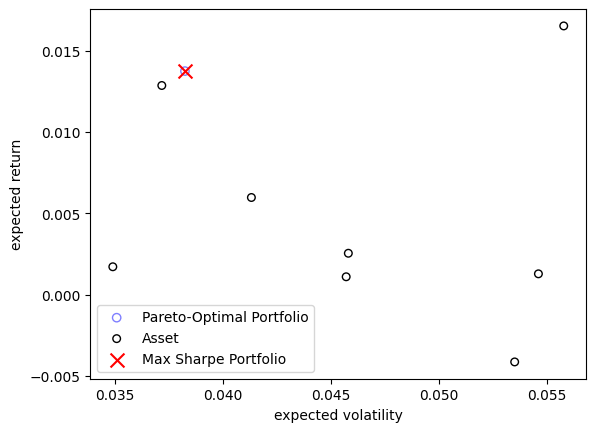 expected return
0.015
0.010
0.005
0.000
−0.005
Pareto-Optimal Portfolio
Asset
Max Sharpe Portfolio
0.035 0.040 0.045 0.050 0.055
expected volatility